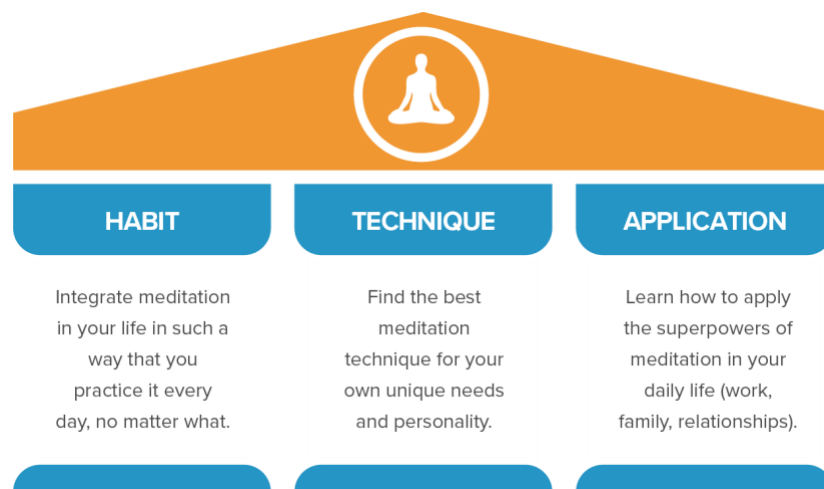 HABIT
Integrate meditation
in your life in such a
way that you
practice it every
day, no matter what.
TECHNIQUE
Find the best
meditation
technique for your
own unique needs
and personality.
APPLICATION
Learn how to apply
the superpowers of
meditation in your
daily life (work,
family, relationships).